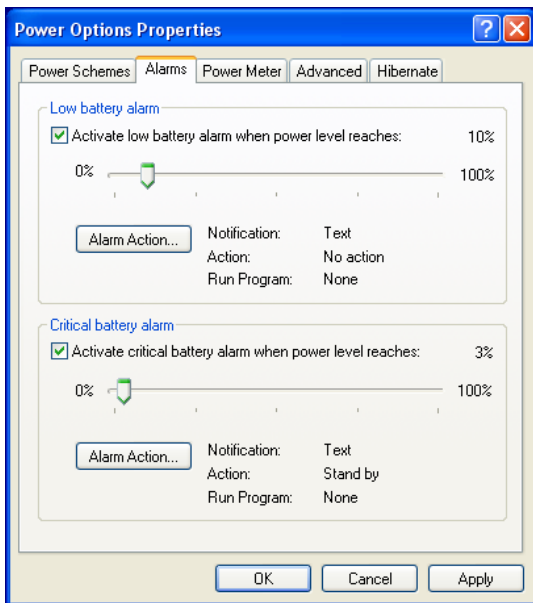 Power Options Properties
Power Schemes Alarms Power Meter Advanced Hibernate
Low battery alarm
Activate low battery alarm when power level reaches: 10%
0% 100%
Alarm Action...
Notification: Text
Action: No action
Run Program: None
Critical battery alarm
Activate critical battery alarm when power level reaches: 3%
0% 100%
Alarm Action...
Notification: Text
Action: Stand by
Run Program: None
OK Cancel Apply